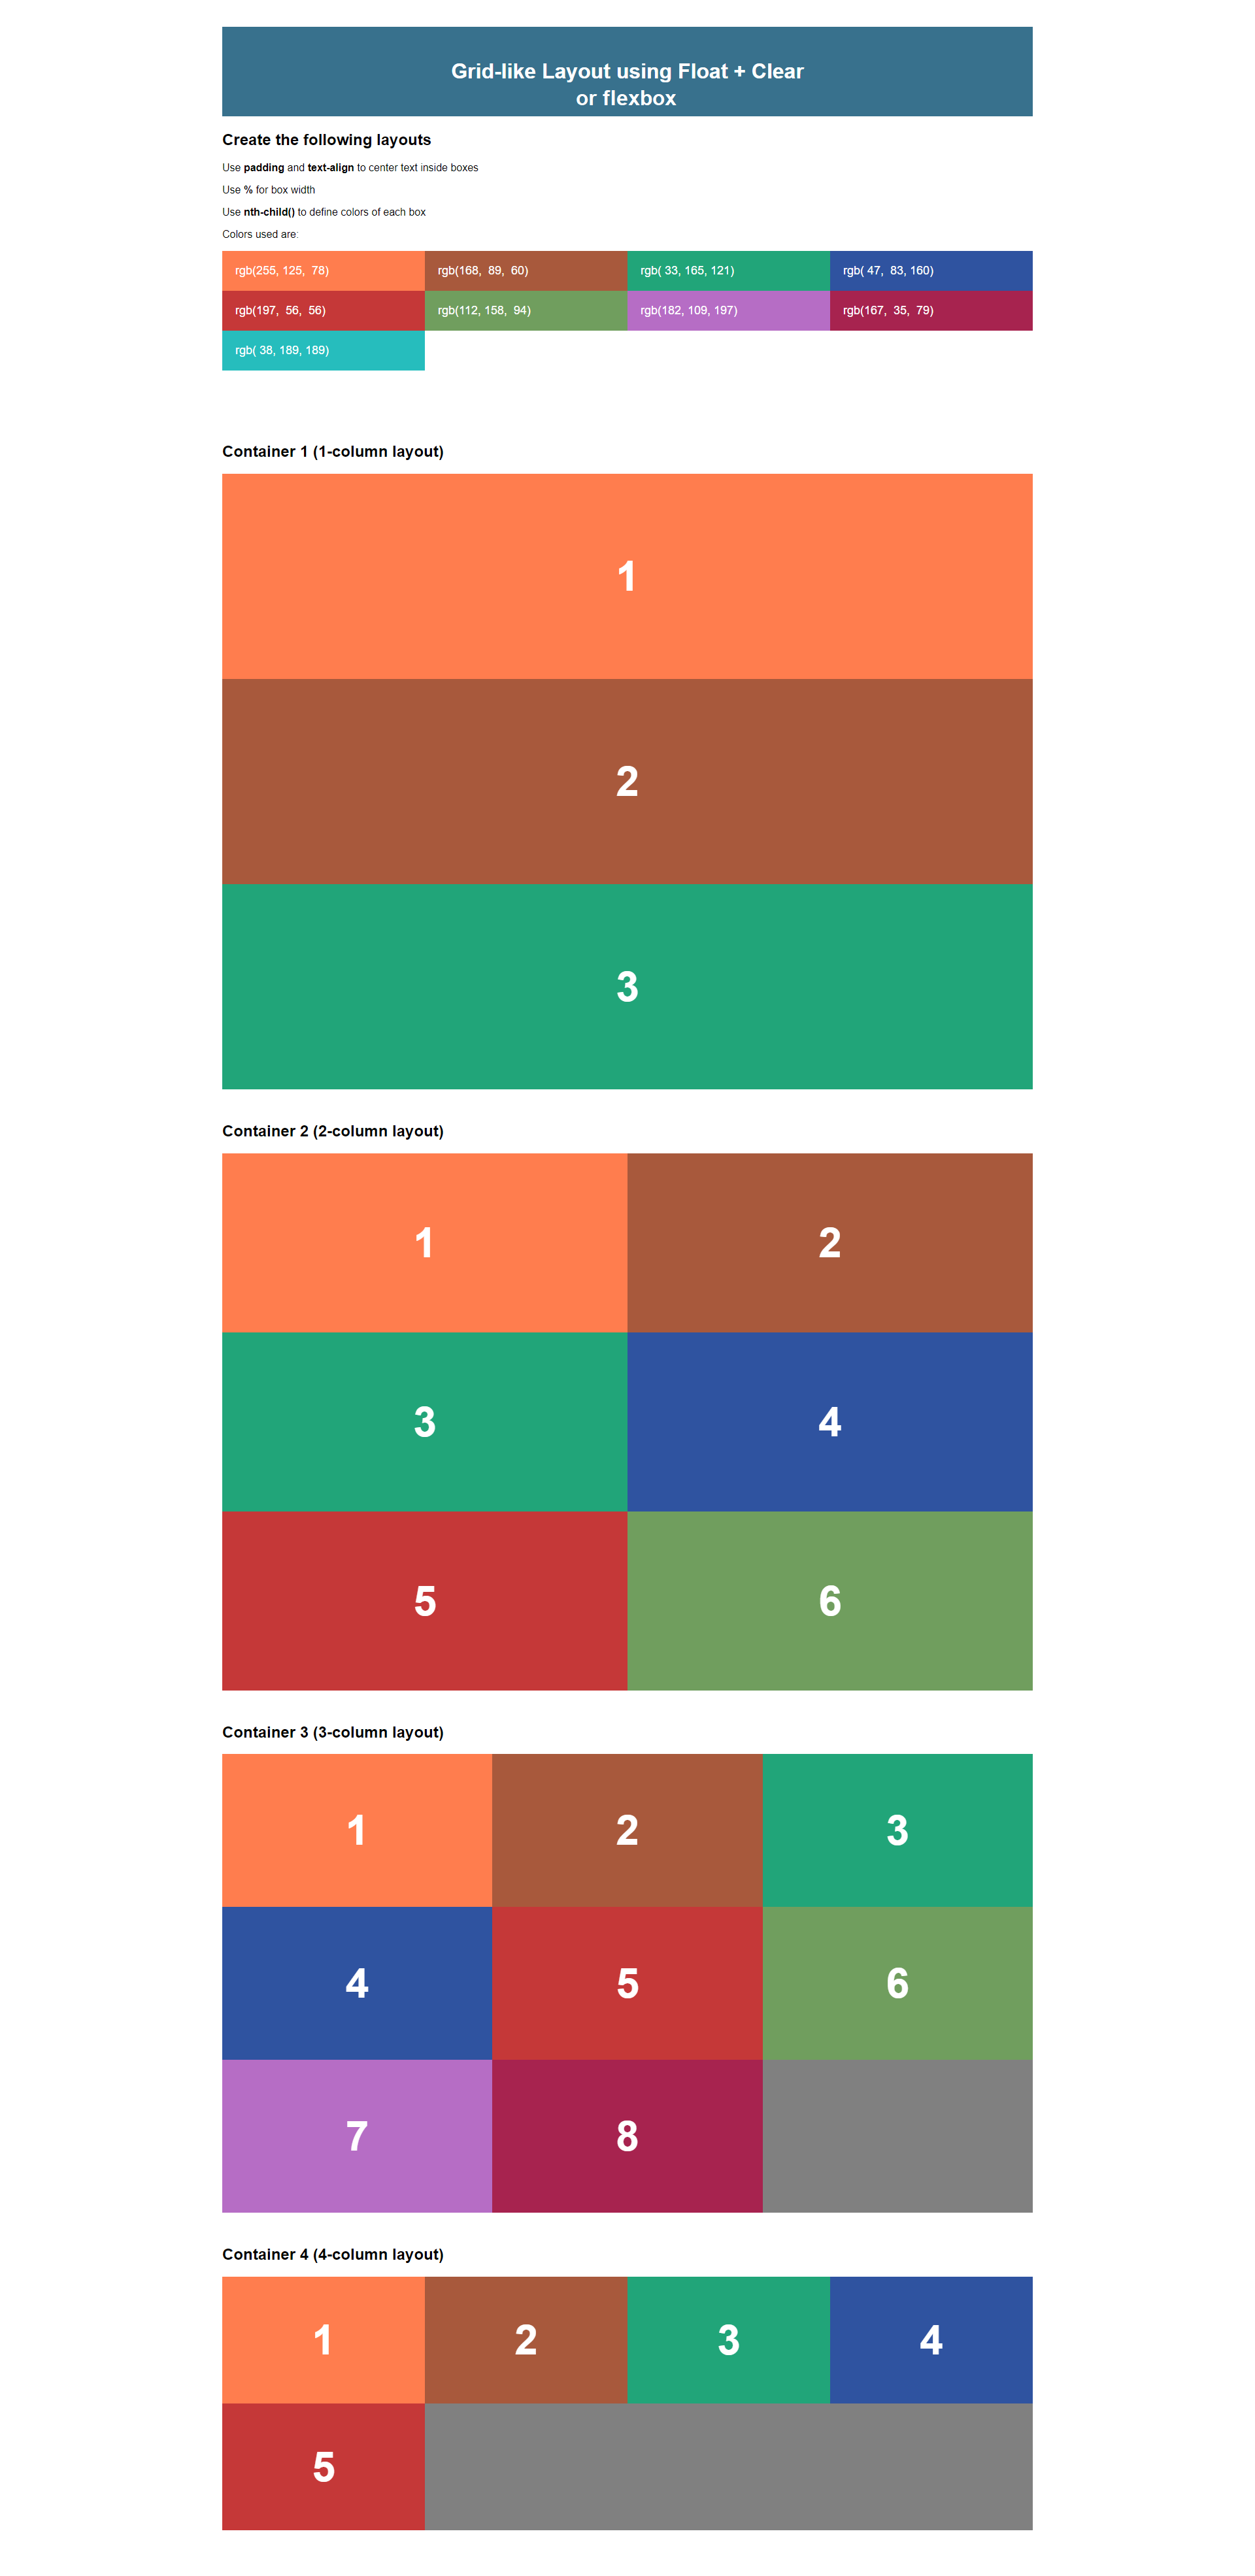 Grid-like Layout using Float + Clear
or flexbox
Create the following layouts
Use padding and text-align to center text inside boxes
Use % for box width
Use nth-child() to define colors of each box
Colors used are:
rgb(255, 125,  78) rgb(168,  89,  60) rgb( 33, 165, 121) rgb( 47,  83, 160)
rgb(197,  56,  56) rgb(112, 158,  94) rgb(182, 109, 197) rgb(167,  35,  79)
rgb( 38, 189, 189)
Container 1 (1-column layout)
1
2
3
Container 2 (2-column layout)
1 2
3 4
5 6
Container 3 (3-column layout)
1 2 3
4 5 6
7 8
Container 4 (4-column layout)
1 2 3 4
5